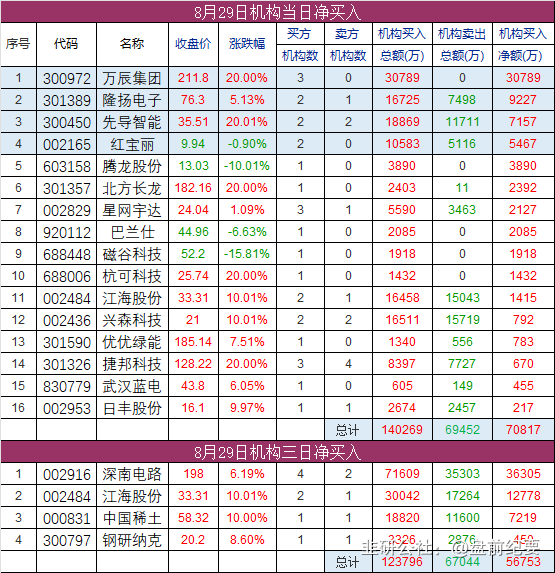 8月29日机构当日净买入
序号 代码 名称 收盘价 涨跌幅 买方机构数 卖方机构数 机构买入总额(万) 机构卖出总额(万) 机构买入净额(万)
1 300972 万辰集团 211.8 20.00% 3 0 30789 0 30789
2 301389 隆扬电子 76.3 5.13% 2 1 16725 7498 9227
3 300450 先导智能 35.51 20.01% 2 2 18869 11711 7157
4 002165 红宝丽 9.94 -0.90% 2 0 10583 5116 5467
5 603158 腾龙股份 13.03 -10.01% 1 0 3890 0 3890
6 301357 北方长龙 182.16 20.00% 1 0 2403 11 2392
7 002829 星网宇达 24.04 1.09% 3 1 5590 3463 2127
8 920112 巴兰仕 44.96 -6.63% 1 0 2085 0 2085
9 688448 磁谷科技 52.2 -15.81% 1 0 1918 0 1918
10 688006 杭可科技 25.74 20.00% 1 0 1432 0 1432
11 002484 江海股份 33.31 10.01% 2 1 16458 15043 1415
12 002436 兴森科技 21 10.01% 2 2 16511 15719 792
13 301590 优优绿能 185.14 7.51% 1 0 1340 556 783
14 301326 捷邦科技 128.22 20.00% 3 4 8397 7727 670
15 830779 武汉蓝电 43.8 6.05% 1 0 605 149 455
16 002953 日丰股份 16.1 9.97% 1 1 2674 2457 217
总计 140269 69452 70817
8月29日机构三日净买入
1 002916 深南电路 198 6.19% 4 2 71609 35303 36305
2 002484 江海股份 33.31 10.01% 2 1 30042 17264 12778
3 000831 中国稀土 58.32 10.00% 1 1 18820 11600 7219
4 300797 钢研纳克 20.2 8.60% 1 1 3326 2876 450
总计 123796 67044 56753
韭研公社：@盘前纪要